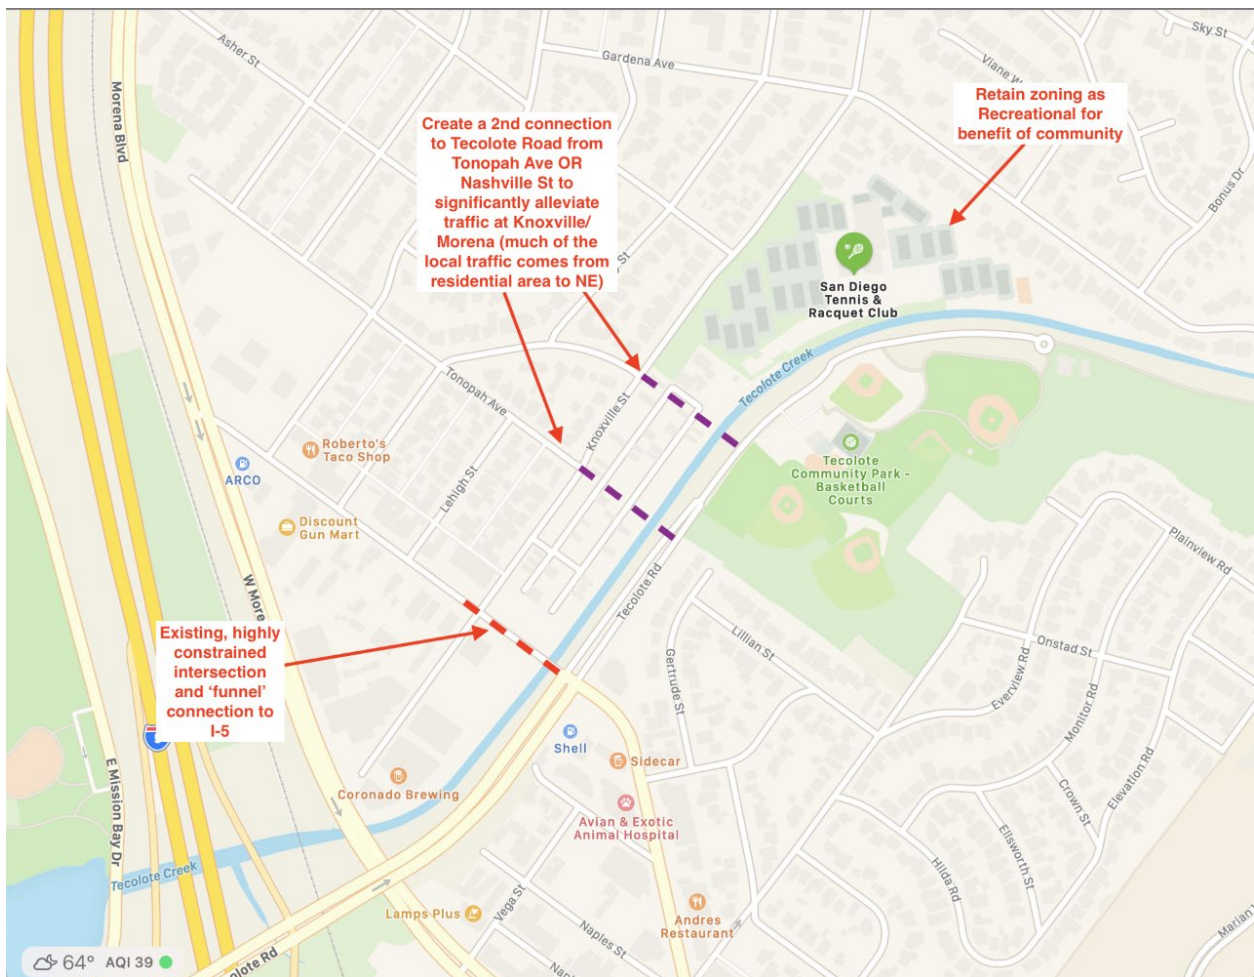 Sky St
Asher St
Gardena Ave
Viane W
Morena Blvd
Retain zoning as
Recreational for
benefit of community
Create a 2nd connection
to Tecolote Road from
Tonopah Ave OR
Nashville St to
significantly alleviate
traffic at Knoxville/
Morena (much of the
local traffic comes from
residential area to NE)
Bonus Dr
San Diego
Tennis &
Racquet Club
Tecolote Creek
Tonopah Ave
Knoxville St
Roberto's
Taco Shop
ARCO
Lehigh St
Tecolote
Community Park -
Basketball
Courts
Discount
Gun Mart
Plainview Rd
W More
Tecolote Rd
Lillian St
Onstad St
Existing, highly
constrained
intersection
and ‘funnel’
connection to
I-5
Gertrude St
Everview Rd
Monitor Rd
Shell
Sidecar
Elevation Rd
E Mission Bay Dr
Coronado Brewing
Crown St
Avian & Exotic
Animal Hospital
Ellsworth St
Hilda Rd
Tecolote Creek
Vega St
Lamps Plus
Andres
Restaurant
Naples St
Marian
64° AQI 39
colote Rd
Nap